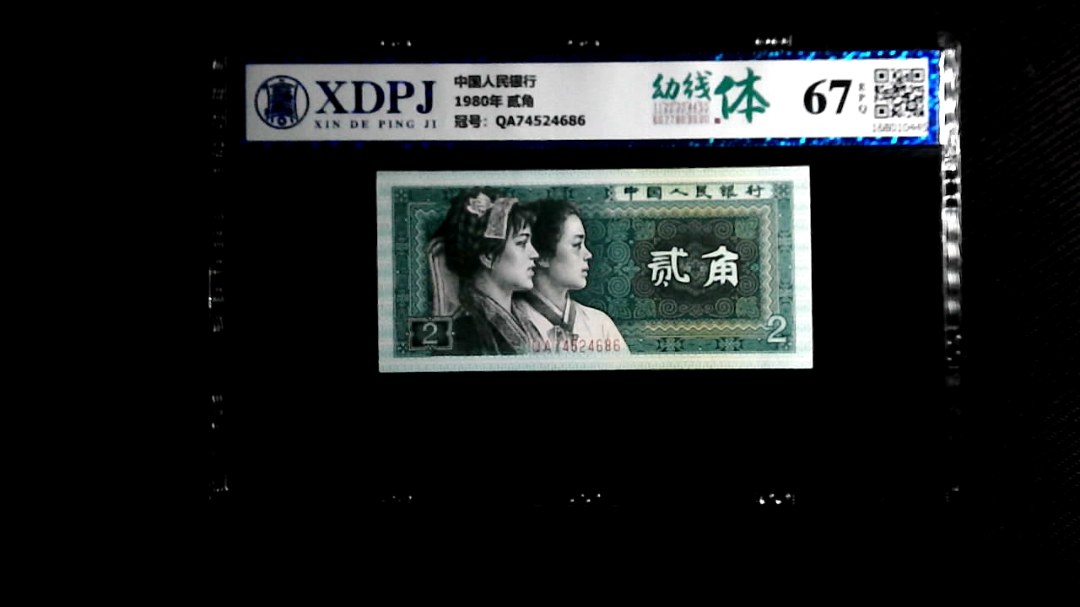 XDPJ
XIN DE PING JI
中国人民银行
1980年 贰角
冠号: QA74524686
幼线体
67
EPQ
中国人民银行
贰角
2
2
QA74524686